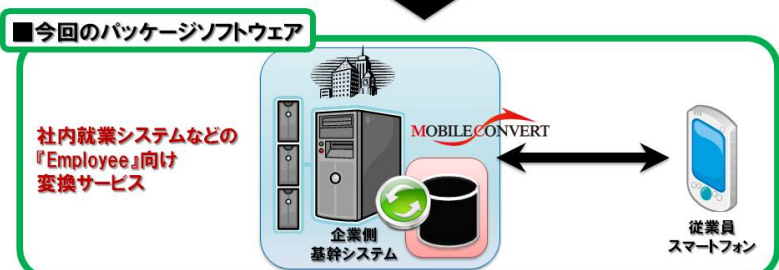 ■今回のパッケージソフトウェア
社内就業システムなどの
『Employee』向け
変換サービス
MOBILE CONVERT
企業側
基幹システム
従業員
スマートフォン